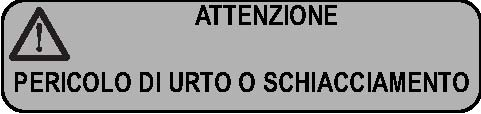 ATTENZIONE
PERICOLO DI URTO O SCHIACCIAMENTO